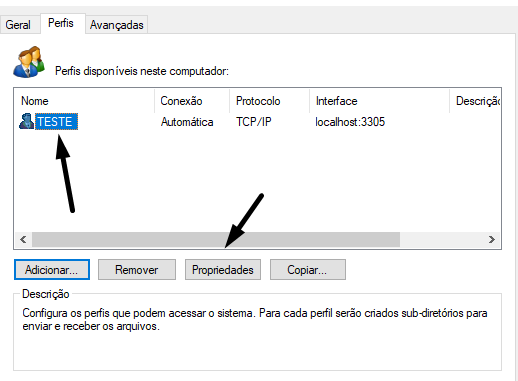 Geral Perfis Avançadas
Perfis disponíveis neste computador:
Nome Conexão Protocolo Interface Descrição
TESTE Automática TCP/IP localhost:3305
Adicionar... Remover Propriedades Copiar...
Descrição
Configura os perfis que podem acessar o sistema. Para cada perfil serão criados sub-diretórios para
enviar e receber os arquivos.